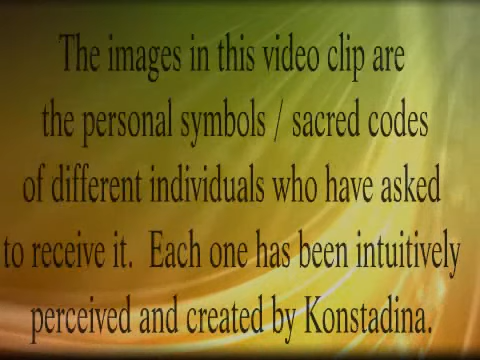 The images in this video clip are
the personal symbols / sacred codes
of different individuals who have asked
to receive it.  Each one has been intuitively
perceived and created by Konstadina.